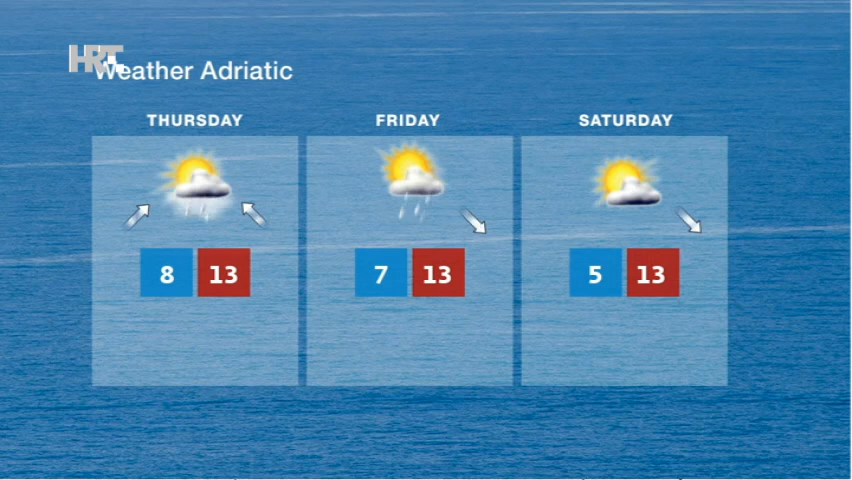 HRT
Weather Adriatic
THURSDAY FRIDAY SATURDAY
8 13 7 13 5 13